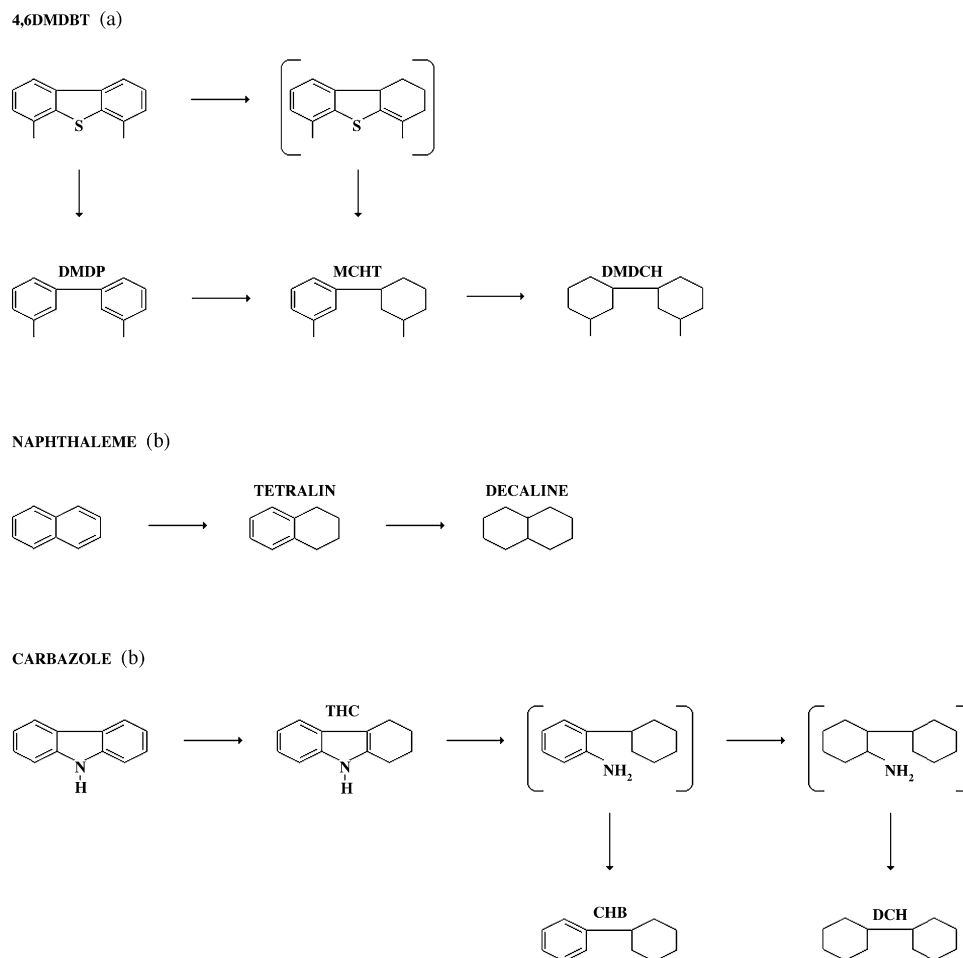 4,6DMDBT (a)
S
S
DMDP
MCHT
DMDCH
NAPHTHALEME (b)
TETRALIN
DECALINE
CARBAZOLE (b)
THC
N
H
N
H
NH2
NH2
CHB
DCH